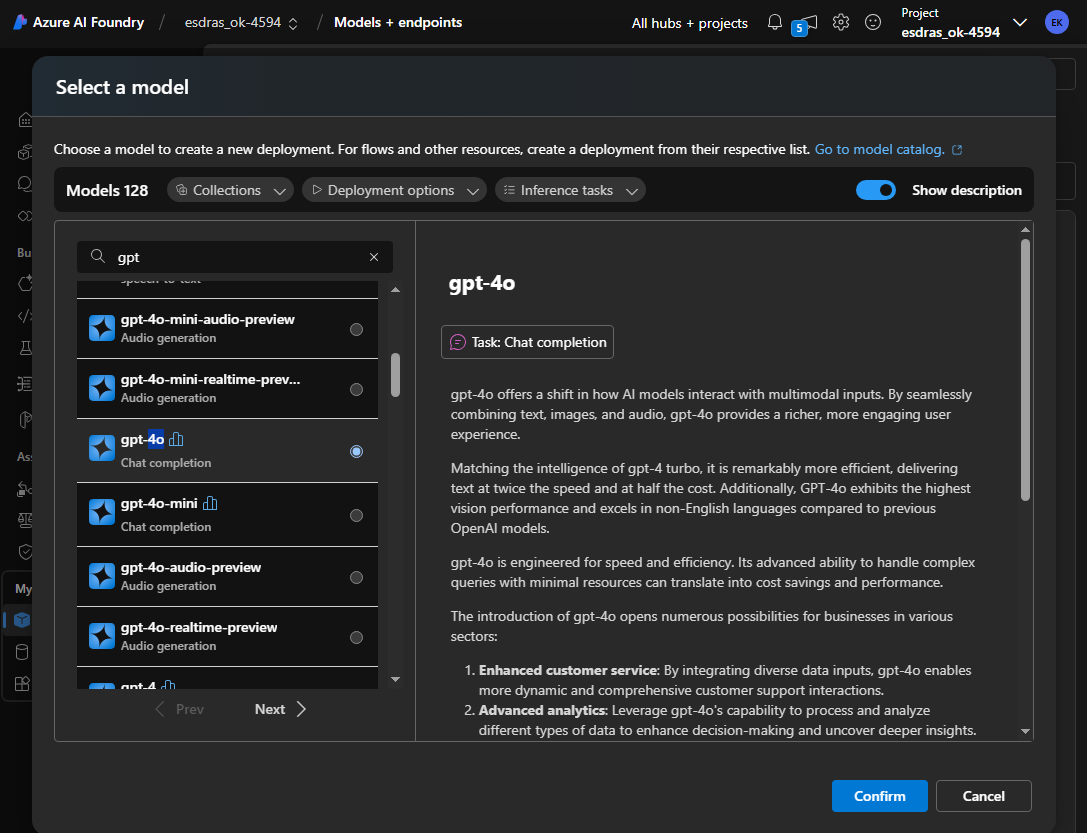 Azure AI Foundry / esdras_ok-4594 / Models + endpoints
All hubs + projects
5
Project
esdras_ok-4594
EK
Select a model
Choose a model to create a new deployment. For flows and other resources, create a deployment from their respective list. Go to model catalog.
Models 128
Collections
Deployment options
Inference tasks
Show description
Bu
My
gpt
speech-to-text
gpt-4o-mini-audio-preview
Audio generation
gpt-4o-mini-realtime-prev...
Audio generation
gpt-4o
Chat completion
gpt-4o-mini
Chat completion
gpt-4o-audio-preview
Audio generation
gpt-4o-realtime-preview
Audio generation
gpt-4
Prev
Next
gpt-4o
Task: Chat completion
gpt-4o offers a shift in how AI models interact with multimodal inputs. By seamlessly
combining text, images, and audio, gpt-4o provides a richer, more engaging user
experience.
Matching the intelligence of gpt-4 turbo, it is remarkably more efficient, delivering
text at twice the speed and at half the cost. Additionally, GPT-4o exhibits the highest
vision performance and excels in non-English languages compared to previous
OpenAI models.
gpt-4o is engineered for speed and efficiency. Its advanced ability to handle complex
queries with minimal resources can translate into cost savings and performance.
The introduction of gpt-4o opens numerous possibilities for businesses in various
sectors:
1. Enhanced customer service: By integrating diverse data inputs, gpt-4o enables
more dynamic and comprehensive customer support interactions.
2. Advanced analytics: Leverage gpt-4o's capability to process and analyze
different types of data to enhance decision-making and uncover deeper insights.
Confirm
Cancel